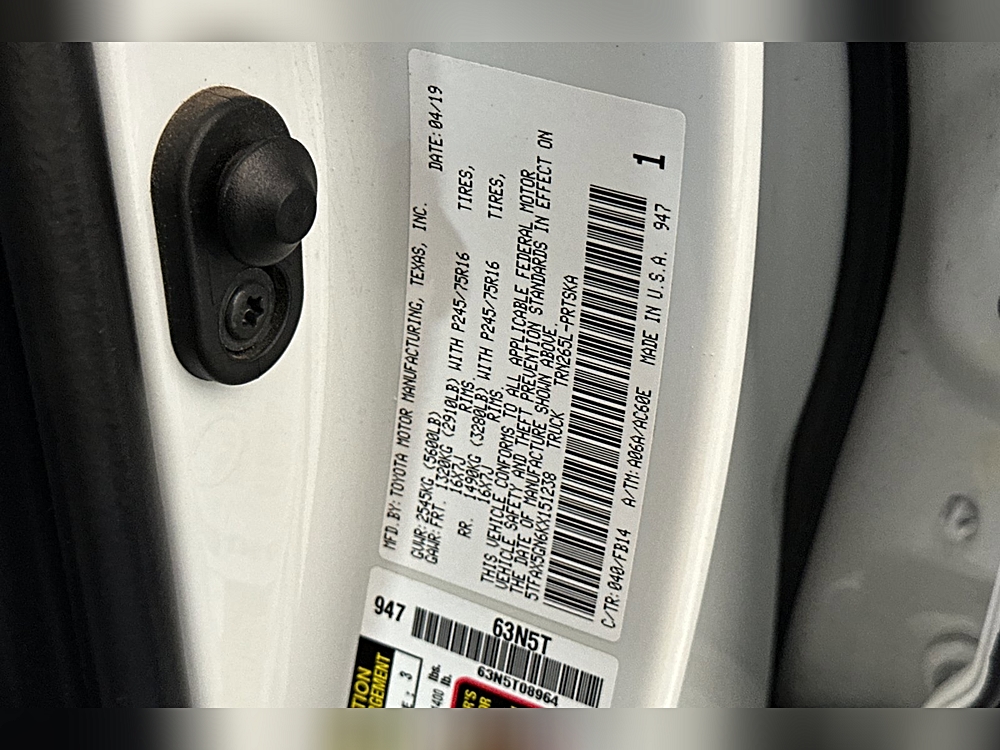 MFD.BY:TOYOTA MOTOR MANUFACTURING, TEXAS, INC.
DATE:04/19
GVWR:2545KG (5600LB)
GAWR:FRT. 1320KG (2910LB) WITH P245/75R16 TIRES,
16X7J RIMS
RR. 1490KG (3280LB) WITH P245/75R16 TIRES,
16X7J RIMS
THIS VEHICLE CONFORMS TO ALL APPLICABLE FEDERAL MOTOR
VEHICLE SAFETY AND THEFT PREVENTION STANDARDS IN EFFECT ON
THE DATE OF MANUFACTURE SHOWN ABOVE.
5TFAX5GN6KX151238 TRUCK TRN265L-PRTSKA
1
C/TR:040/FB14 A/TM:A06A/AC60E MADE IN U.S.A. 947
947 63N5T
63N5T08964